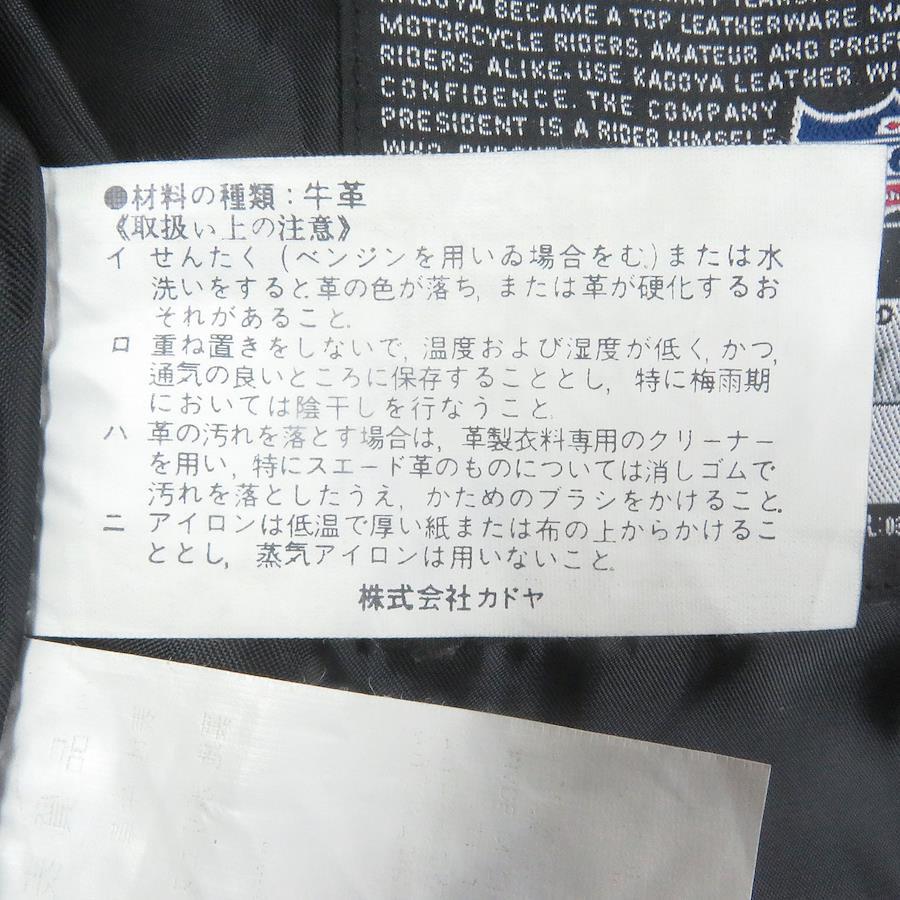 BECAME A TOP LEATHERWARE
MOTORCYCLE RIDERS. AMATEUR AND
RIDERS ALIKE. USE KADOYA LEATHER
CONFIDENCE. THE COMPANY
PRESIDENT IS A RIDER HIMSELF
●材料の種類：牛革
《取扱い上の注意》
イ せんたく（ベンジンを用いゐ場合をむ.）または水
洗いをすると革の色が落ち, または革が硬化するお
それがあること.
ロ 重ね置きをしないで, 温度および湿度が低く, かつ,
通気の良いところに保存することとし, 特に梅雨期
においては陰干しを行なうこと.
ハ 革の汚れを落とす場合は, 革製衣料専用のクリーナー
を用い, 特にスエード革のものについては消しゴムで
汚れを落としたうえ, かためのブラシをかけること.
ニ アイロンは低温で厚い紙または布の上からかけるこ
ととし, 蒸気アイロンは用いないこと.
株式会社カドヤ